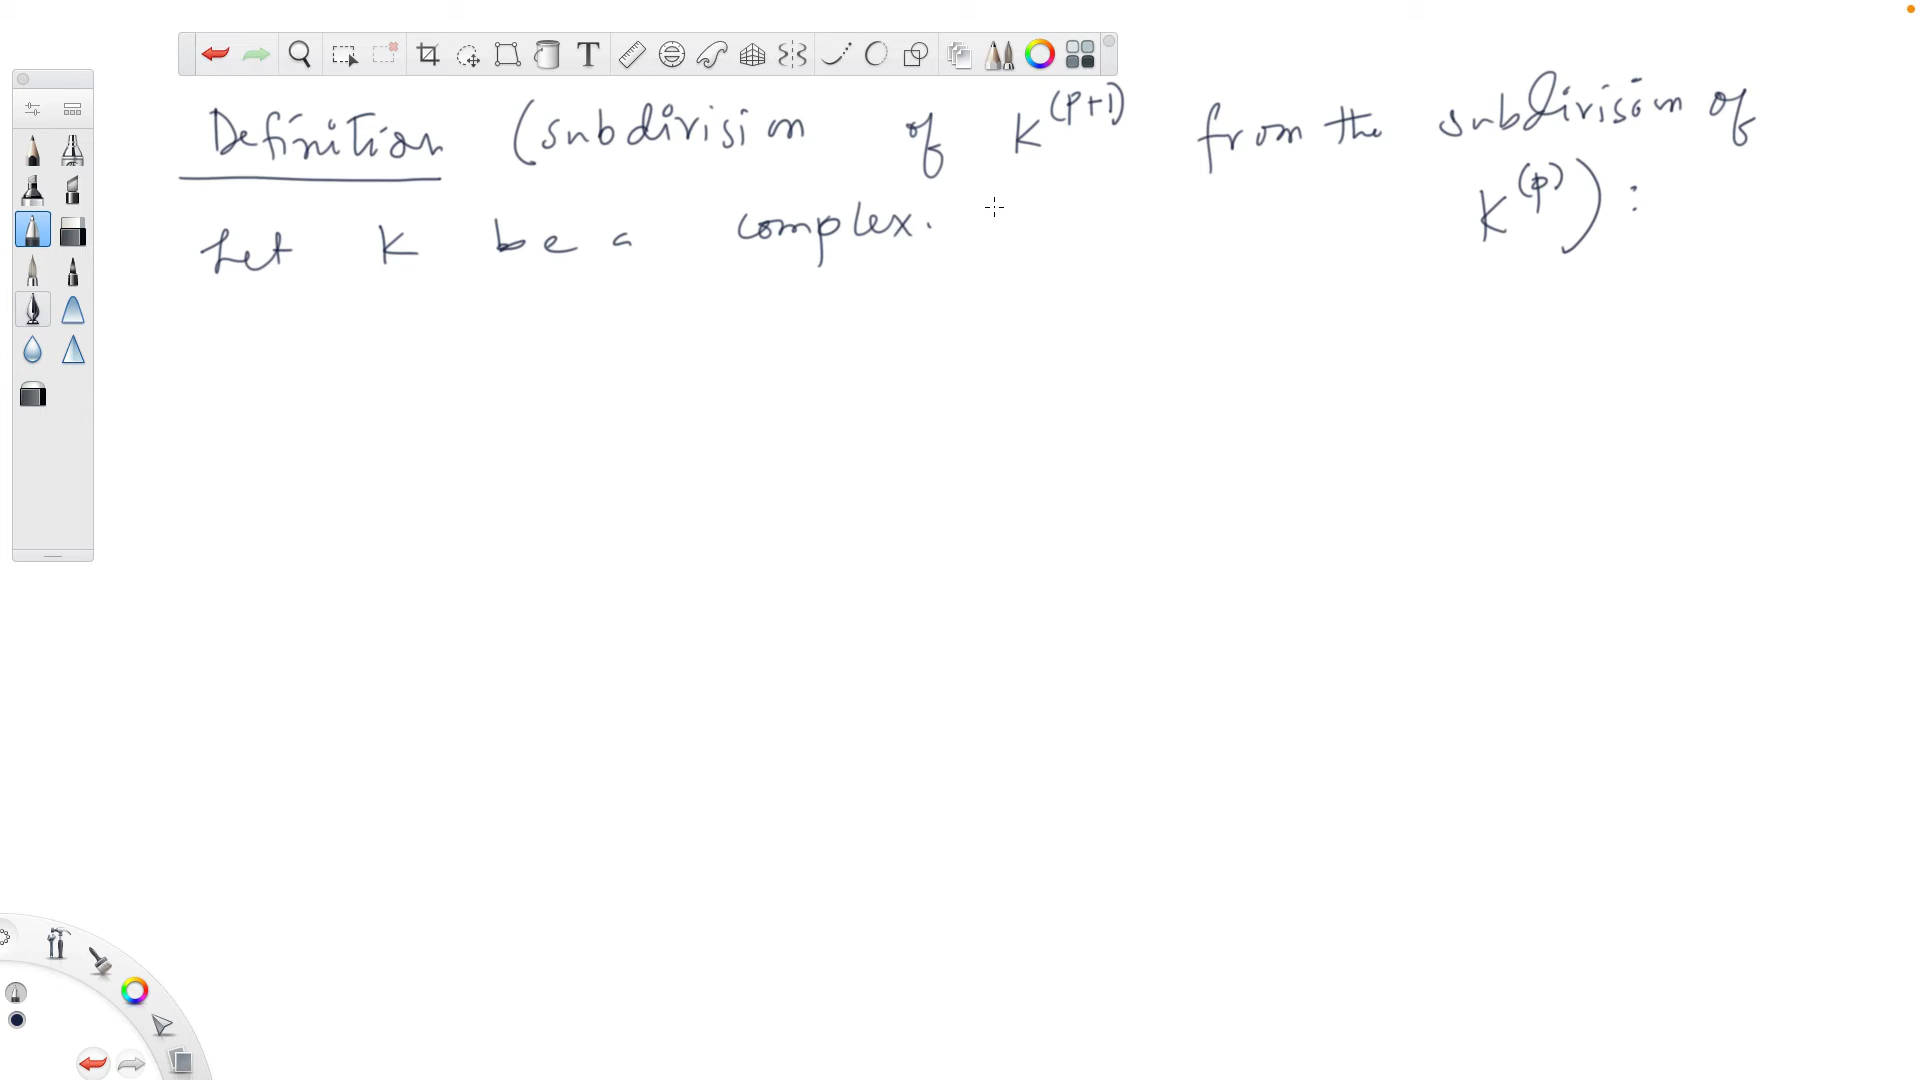 Definition (subdivision of K^(p+1) from the subdivision of
K^(p)) :
Let K be a complex.